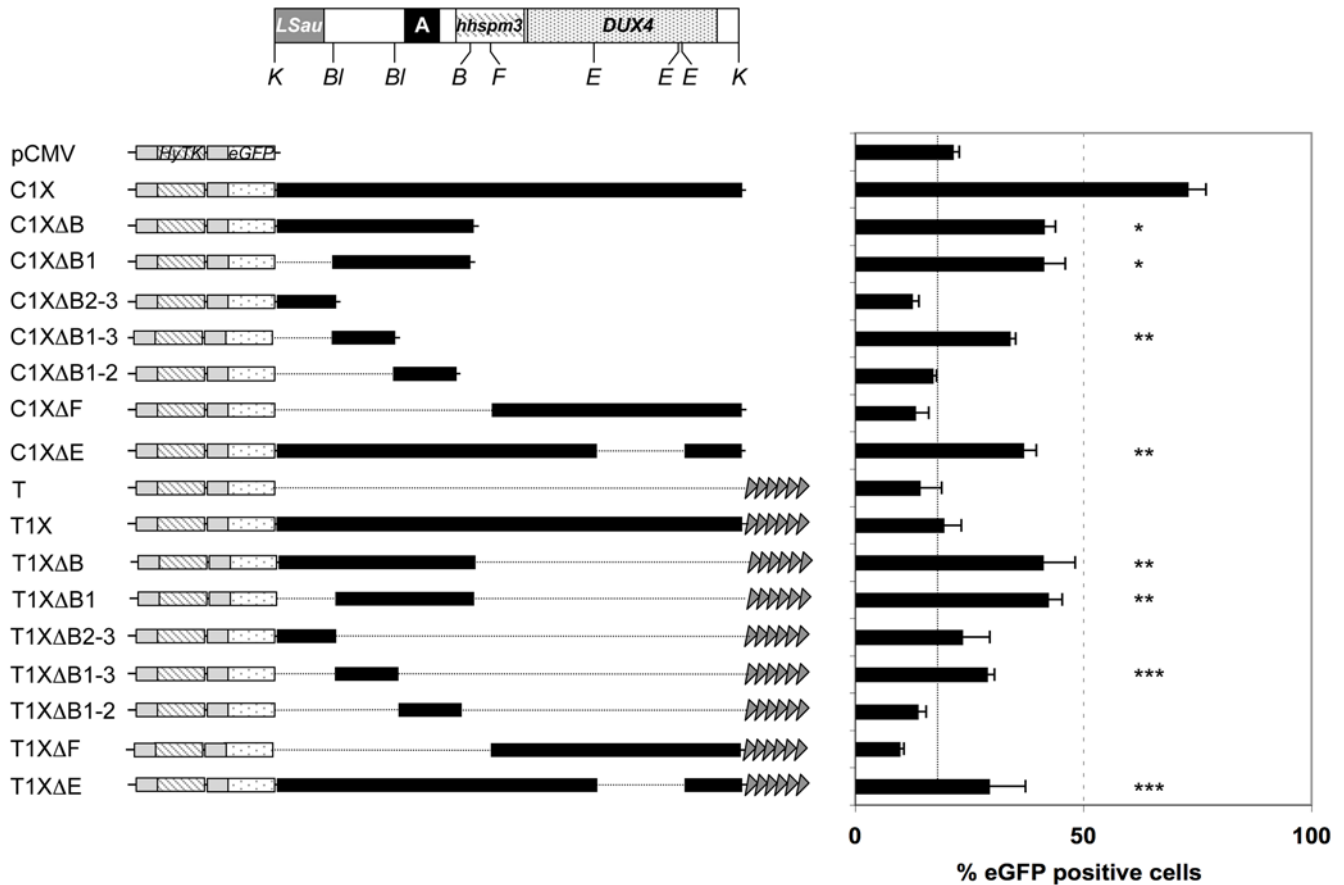 LSau A hhspm3 DUX4
K Bl Bl B F E E E K
pCMV HyTK eGFP
C1X
C1XΔB *
C1XΔB1 *
C1XΔB2-3
C1XΔB1-3 **
C1XΔB1-2
C1XΔF
C1XΔE **
T
T1X
T1XΔB **
T1XΔB1 **
T1XΔB2-3
T1XΔB1-3 ***
T1XΔB1-2
T1XΔF
T1XΔE ***
0 50 100
% eGFP positive cells